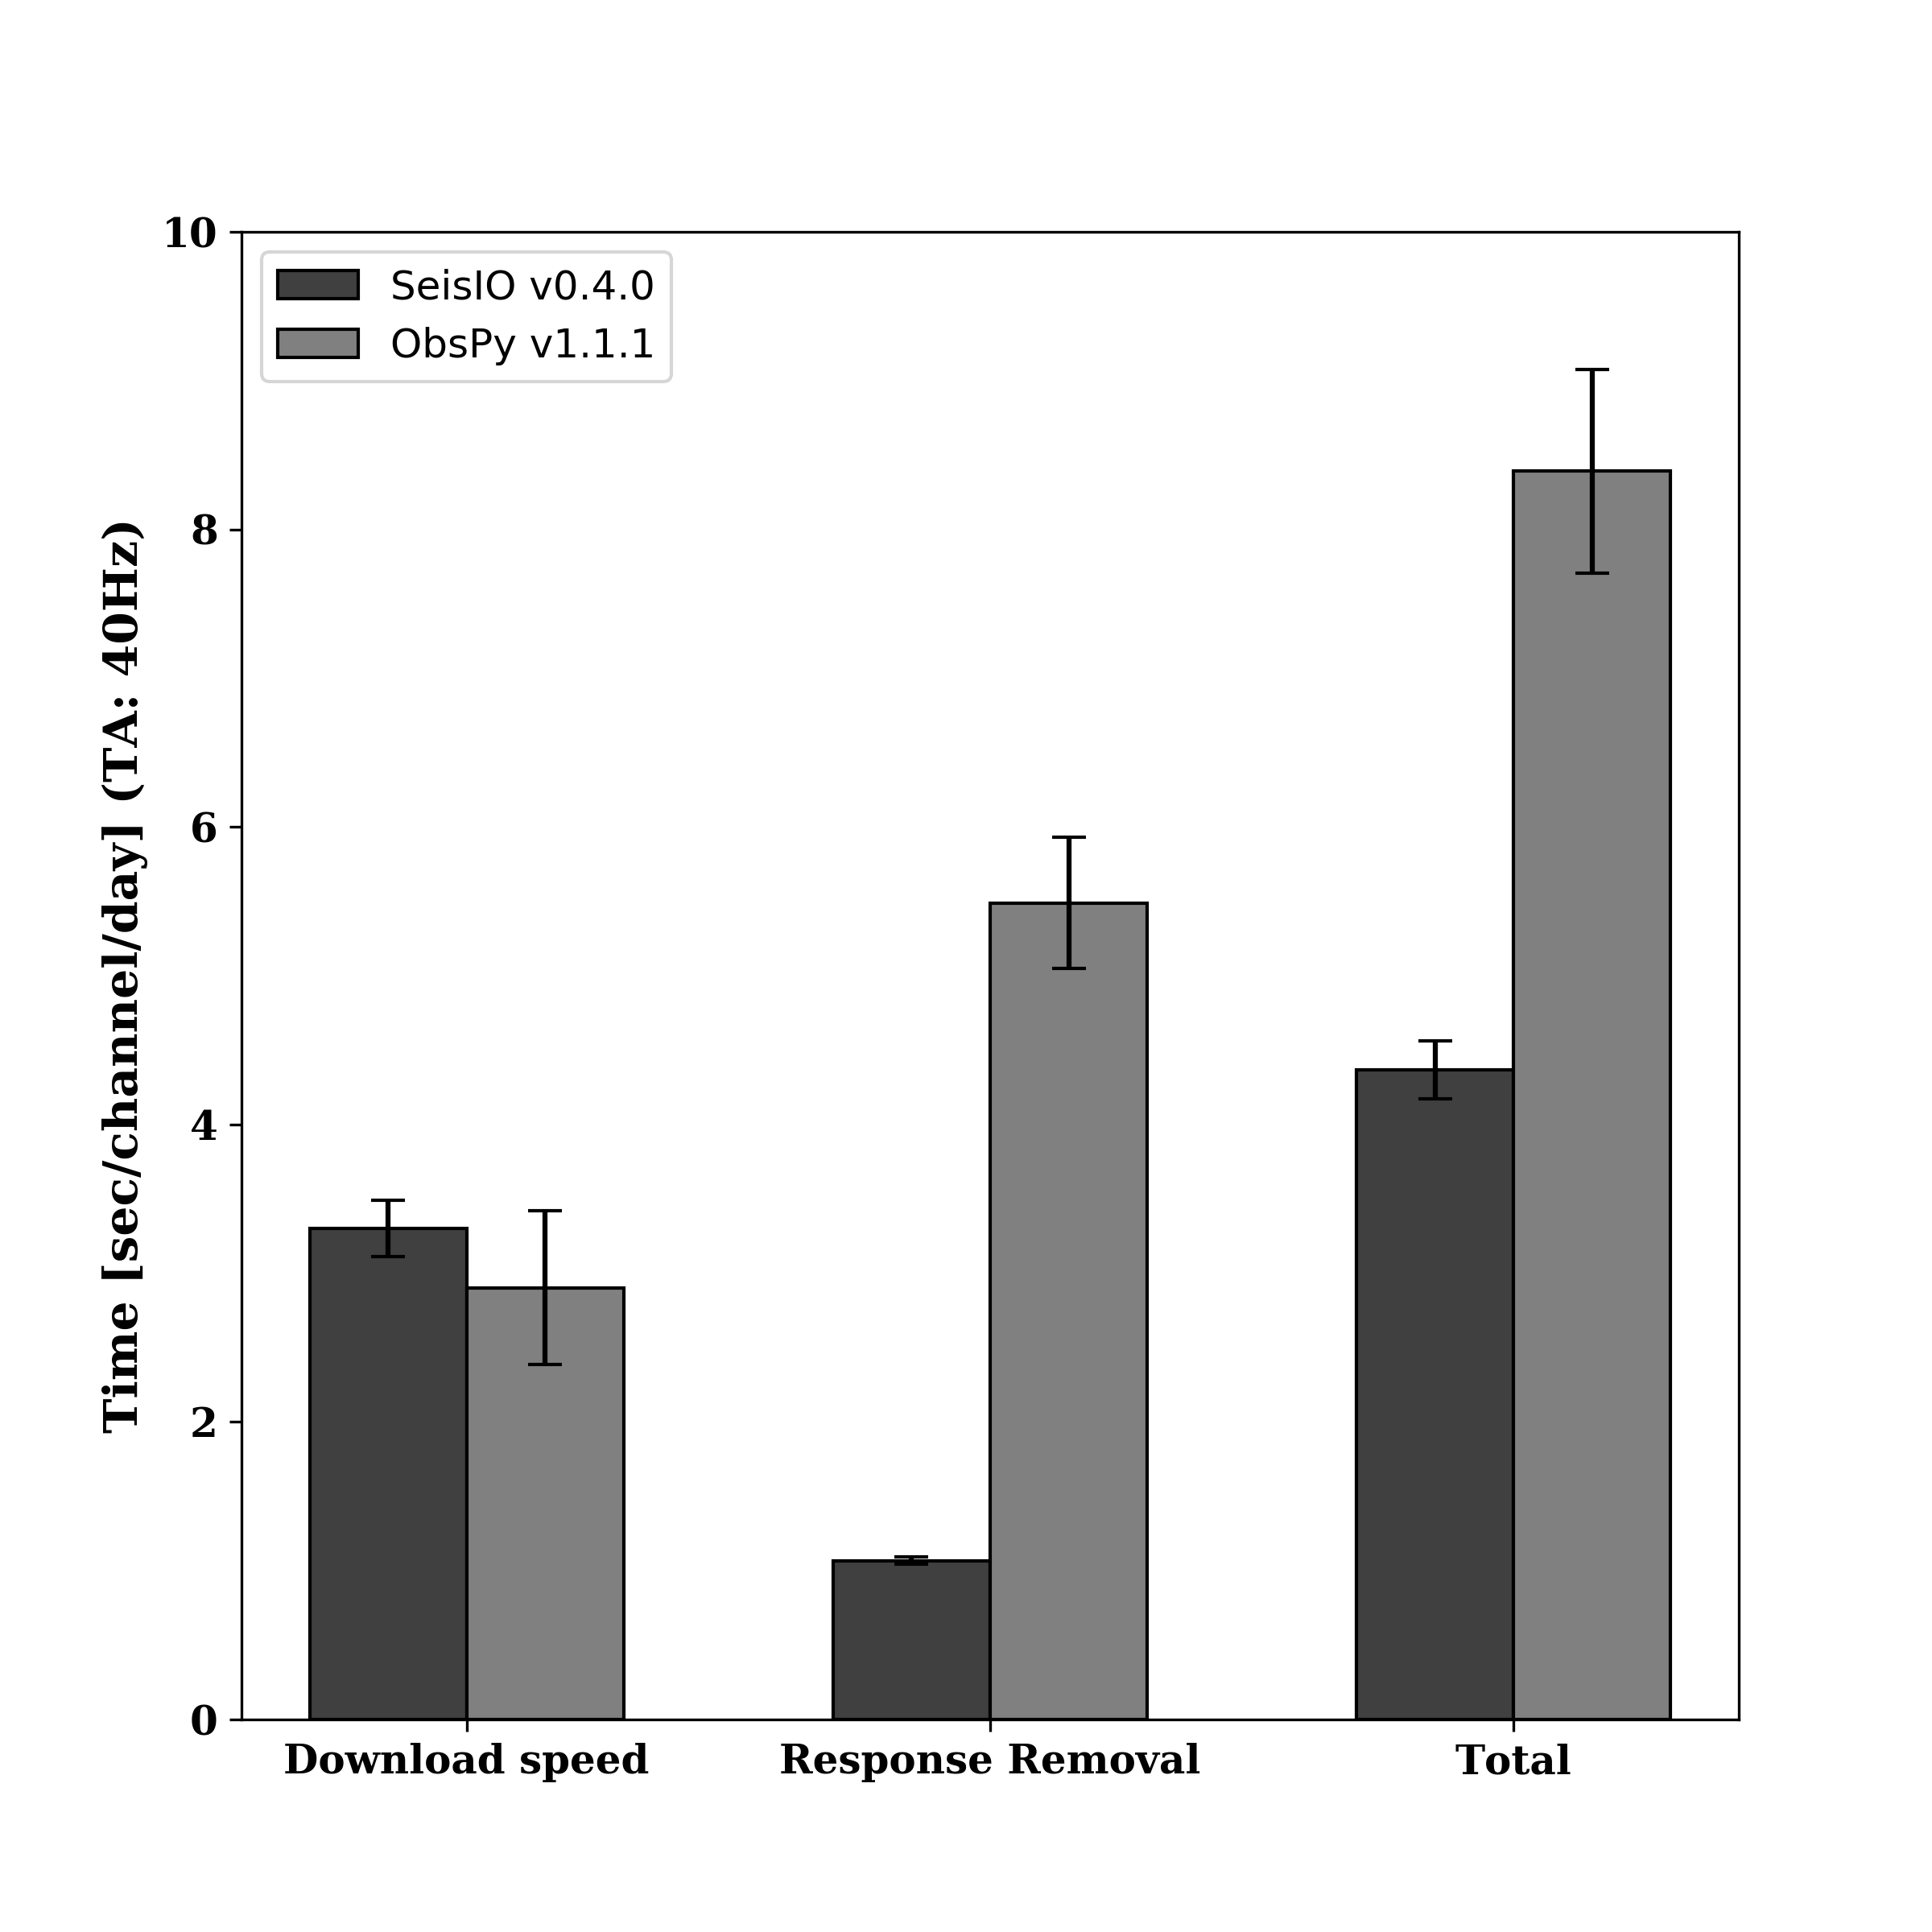 10
8
6
4
2
0
Time [sec/channel/day] (TA: 40Hz)
SeisIO v0.4.0
ObsPy v1.1.1
Download speed
Response Removal
Total